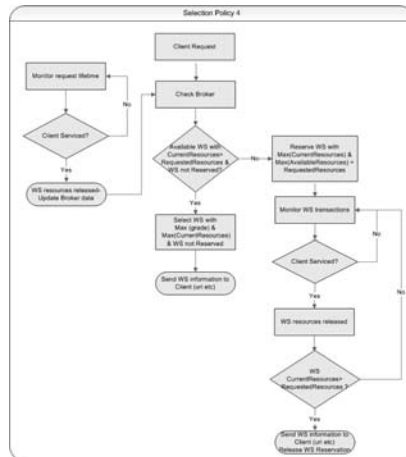 Selection Policy 4
Client Request
Monitor request lifetime
Check Broker
No
Client Serviced?
Yes
WS resources released-
Update Broker data
Available WS with
CurrentResources>
RequestedResources &
WS not Reserved?
No
Reserve WS with
Max(CurrentResources) &
Max(AvailableResources) >
RequestedResources
Yes
Select WS with
Max (grade) &
Max(CurrentResources)
& WS not Reserved
Send WS information to
Client (uri etc)
Monitor WS transactions
No
Client Serviced?
Yes
No
WS resources released
WS
CurrentResources>
RequestedResources ?
Yes
Send WS information to
Client (uri etc)
Release WS Reservation